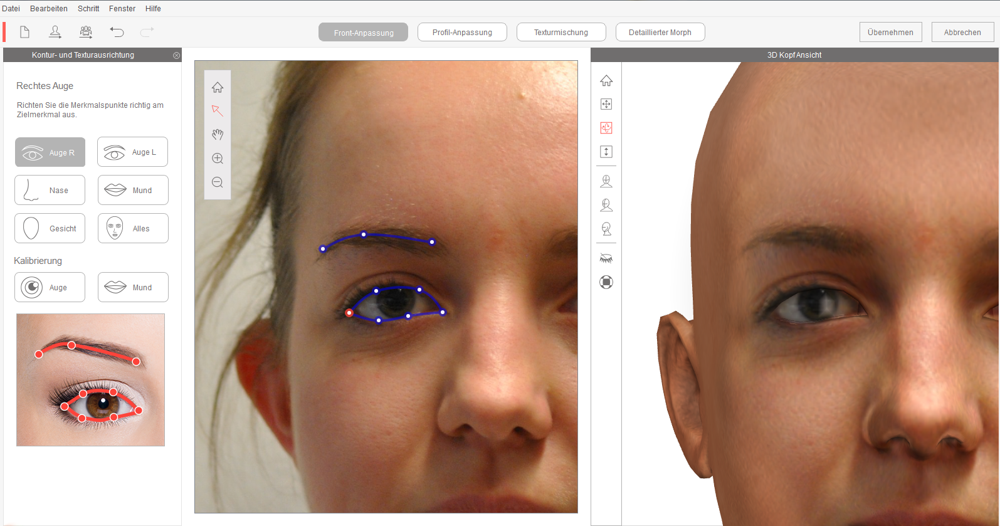 Datei Bearbeiten Schritt Fenster Hilfe
Front-Anpassung Profil-Anpassung Texturmischung Detaillierter Morph Übernehmen Abbrechen
Kontur- und Texturausrichtung
3D Kopf Ansicht
Rechtes Auge
Richten Sie die Merkmalspunkte richtig am
Zielmerkmal aus.
Auge R Auge L
Nase Mund
Gesicht Alles
Kalibrierung
Auge Mund